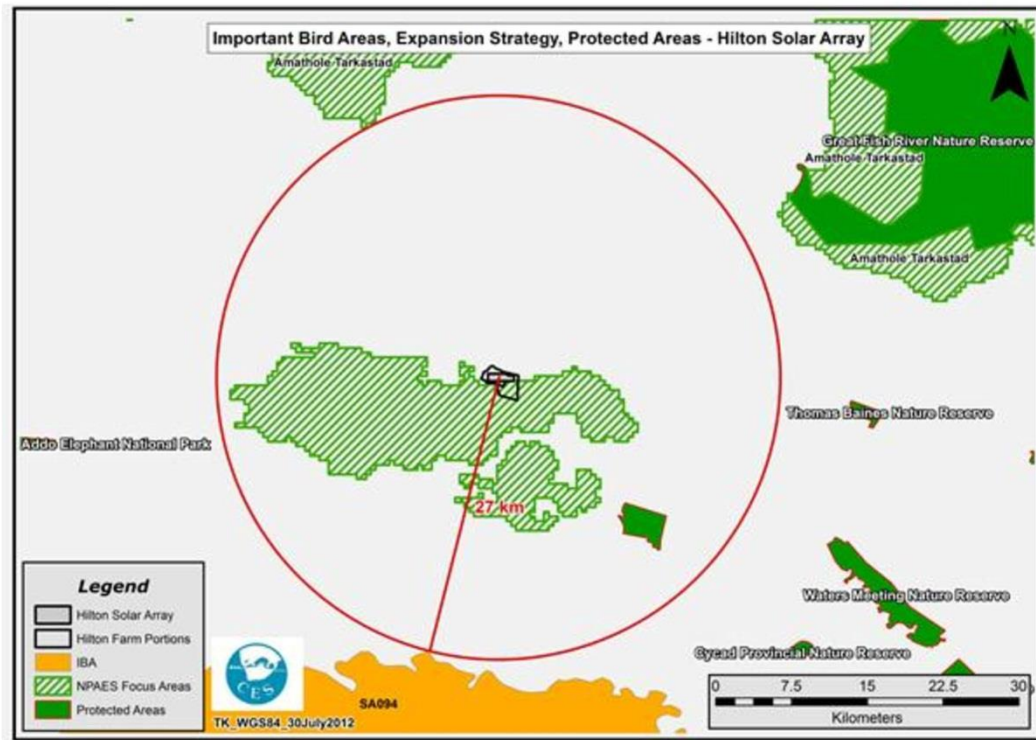 Important Bird Areas, Expansion Strategy, Protected Areas - Hilton Solar Array
N
Amathole Tarkastad
Great Fish River Nature Reserve
Amathole Tarkastad
Amathole Tarkastad
Thomas Baines Nature Reserve
Addo Elephant National Park
27 km
Waters Meeting Nature Reserve
Cycad Provincial Nature Reserve
SA094
Legend
Hilton Solar Array
Hilton Farm Portions
IBA
NPAES Focus Areas
Protected Areas
CES
TK_WGS84_30July2012
0 7.5 15 22.5 30
Kilometers